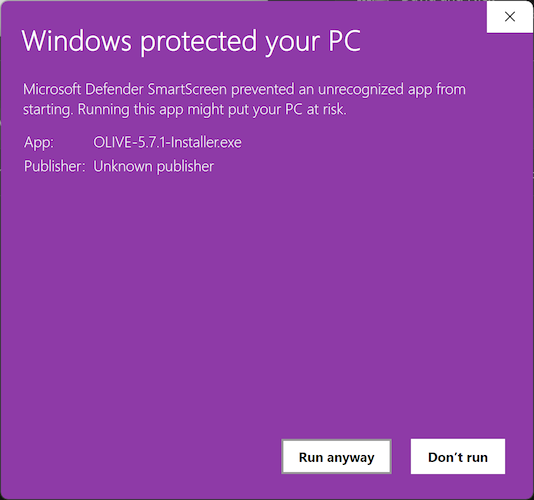 Windows protected your PC
Microsoft Defender SmartScreen prevented an unrecognized app from
starting. Running this app might put your PC at risk.
App: OLIVE-5.7.1-Installer.exe
Publisher: Unknown publisher
Run anyway Don’t run